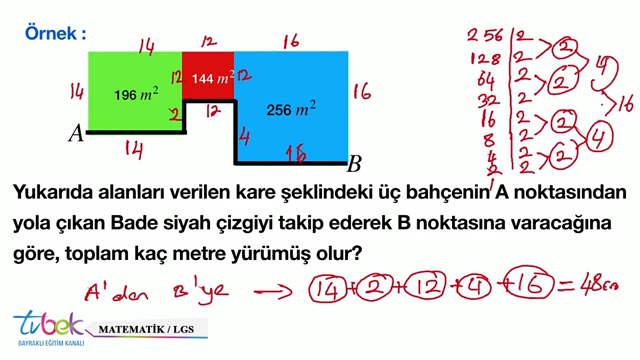 Örnek :
14 12 16
14 196 m² 12 144 m² 12 16
2 12 256 m²
A 14 4 16 B
256 2
128 2 2
64 2 2 4
32 2 16
16 2 2
8 2 4
4 2 2
2 2
1
Yukarıda alanları verilen kare şeklindeki üç bahçenin A noktasından
yola çıkan Bade siyah çizgiyi takip ederek B noktasına varacağına
göre, toplam kaç metre yürümüş olur?
A'dan B'ye → 14 + 2 + 12 + 4 + 16 = 48
tvbek
BAYRAKLI EĞİTİM KANALI
MATEMATİK / LGS